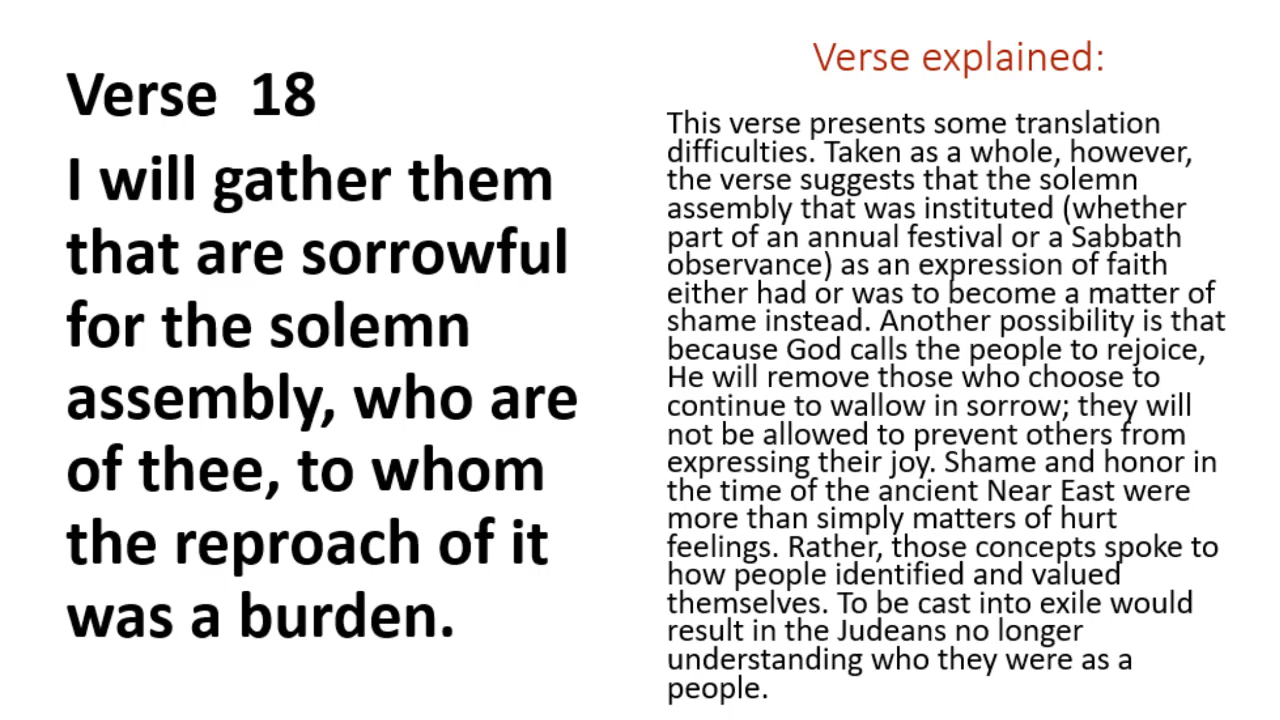 Verse  18
I will gather them
that are sorrowful
for the solemn
assembly, who are
of thee, to whom
the reproach of it
was a burden.
Verse explained:
This verse presents some translation
difficulties. Taken as a whole, however,
the verse suggests that the solemn
assembly that was instituted (whether
part of an annual festival or a Sabbath
observance) as an expression of faith
either had or was to become a matter of
shame instead. Another possibility is that
because God calls the people to rejoice,
He will remove those who choose to
continue to wallow in sorrow; they will
not be allowed to prevent others from
expressing their joy. Shame and honor in
the time of the ancient Near East were
more than simply matters of hurt
feelings. Rather, those concepts spoke to
how people identified and valued
themselves. To be cast into exile would
result in the Judeans no longer
understanding who they were as a
people.